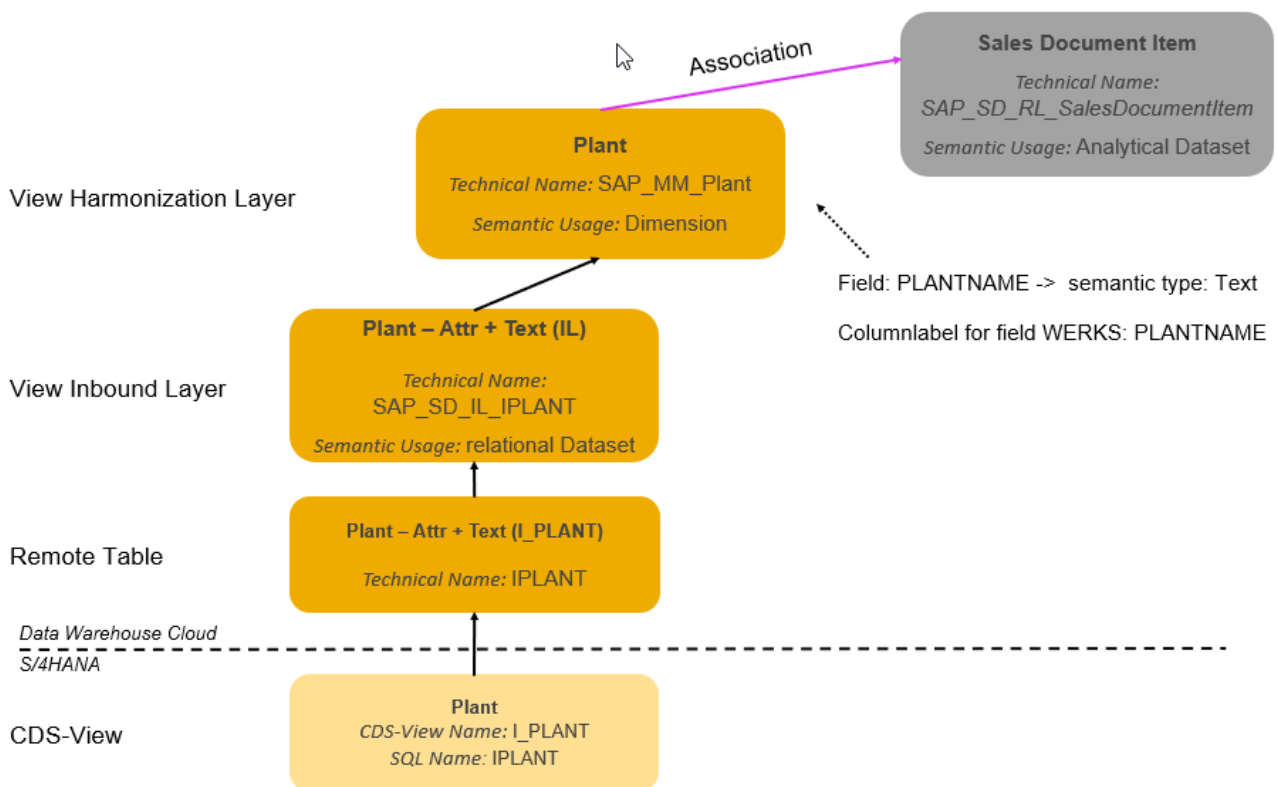 Association
Sales Document Item
Technical Name:
SAP_SD_RL_SalesDocumentItem
Semantic Usage: Analytical Dataset
View Harmonization Layer
Plant
Technical Name: SAP_MM_Plant
Semantic Usage: Dimension
Field: PLANTNAME -> semantic type: Text
Columnlabel for field WERKS: PLANTNAME
View Inbound Layer
Plant – Attr + Text (IL)
Technical Name:
SAP_SD_IL_IPLANT
Semantic Usage: relational Dataset
Remote Table
Plant – Attr + Text (I_PLANT)
Technical Name: IPLANT
Data Warehouse Cloud
S/4HANA
CDS-View
Plant
CDS-View Name: I_PLANT
SQL Name: IPLANT